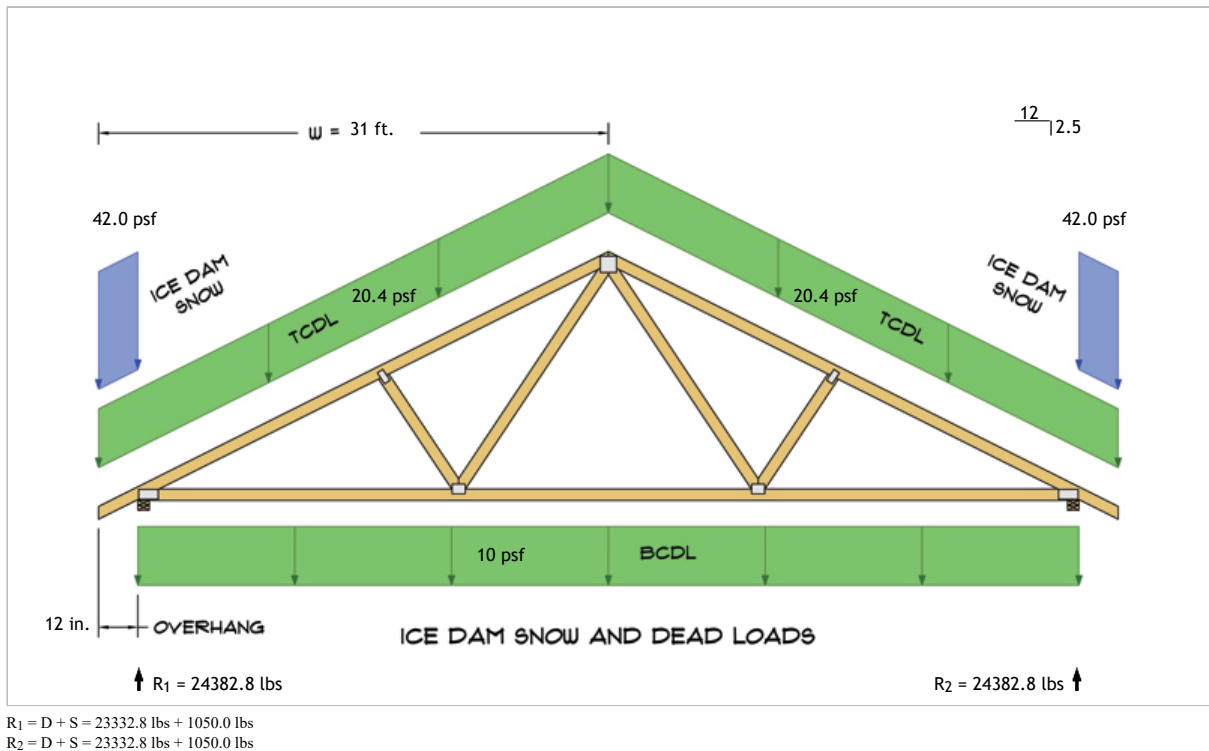 W = 31 ft.
12
2.5
42.0 psf
42.0 psf
ICE DAM
SNOW
ICE DAM
SNOW
20.4 psf
20.4 psf
TCDL
TCDL
10 psf
BCDL
12 in.
OVERHANG
ICE DAM SNOW AND DEAD LOADS
R₁ = 24382.8 lbs
R₂ = 24382.8 lbs
R₁ = D + S = 23332.8 lbs + 1050.0 lbs
R₂ = D + S = 23332.8 lbs + 1050.0 lbs